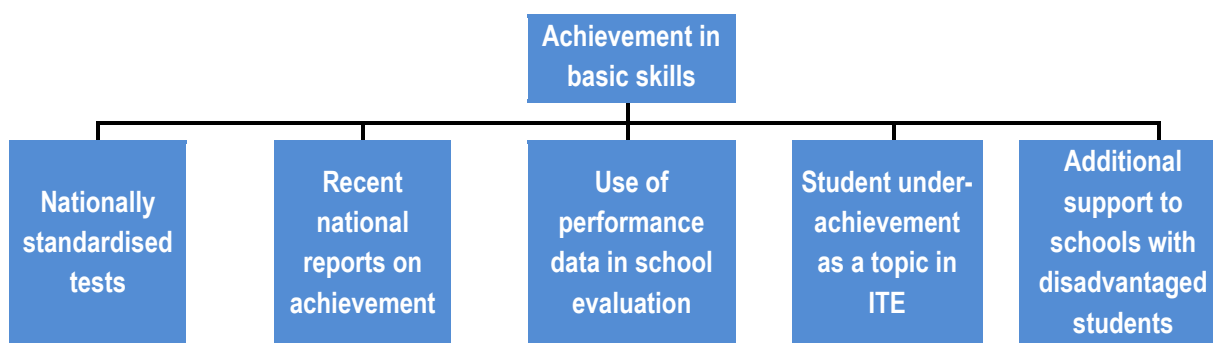 Achievement in
basic skills
Nationally
standardised
tests
Recent
national
reports on
achievement
Use of
performance
data in school
evaluation
Student under-
achievement
as a topic in
ITE
Additional
support to
schools with
disadvantaged
students